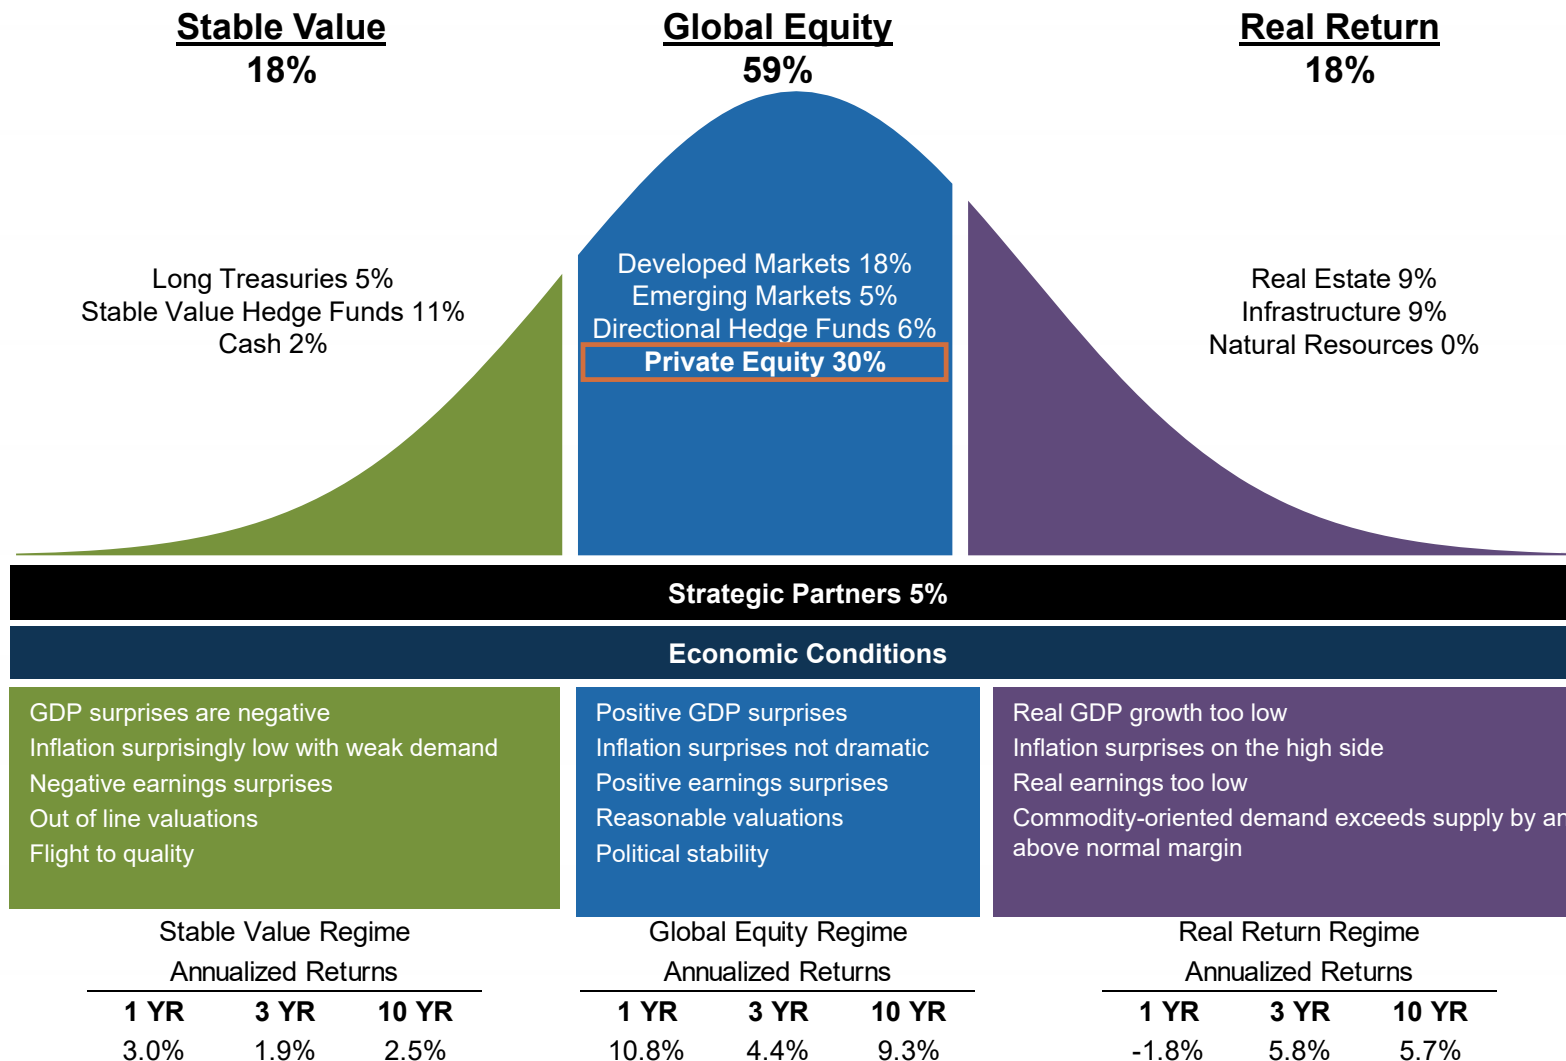 Stable Value
18%
Global Equity
59%
Real Return
18%
Long Treasuries 5%
Stable Value Hedge Funds 11%
Cash 2%
Developed Markets 18%
Emerging Markets 5%
Directional Hedge Funds 6%
Private Equity 30%
Real Estate 9%
Infrastructure 9%
Natural Resources 0%
Strategic Partners 5%
Economic Conditions
GDP surprises are negative
Inflation surprisingly low with weak demand
Negative earnings surprises
Out of line valuations
Flight to quality
Positive GDP surprises
Inflation surprises not dramatic
Positive earnings surprises
Reasonable valuations
Political stability
Real GDP growth too low
Inflation surprises on the high side
Real earnings too low
Commodity-oriented demand exceeds supply by an
above normal margin
Stable Value Regime
Annualized Returns
1 YR 3 YR 10 YR
3.0% 1.9% 2.5%
Global Equity Regime
Annualized Returns
1 YR 3 YR 10 YR
10.8% 4.4% 9.3%
Real Return Regime
Annualized Returns
1 YR 3 YR 10 YR
-1.8% 5.8% 5.7%